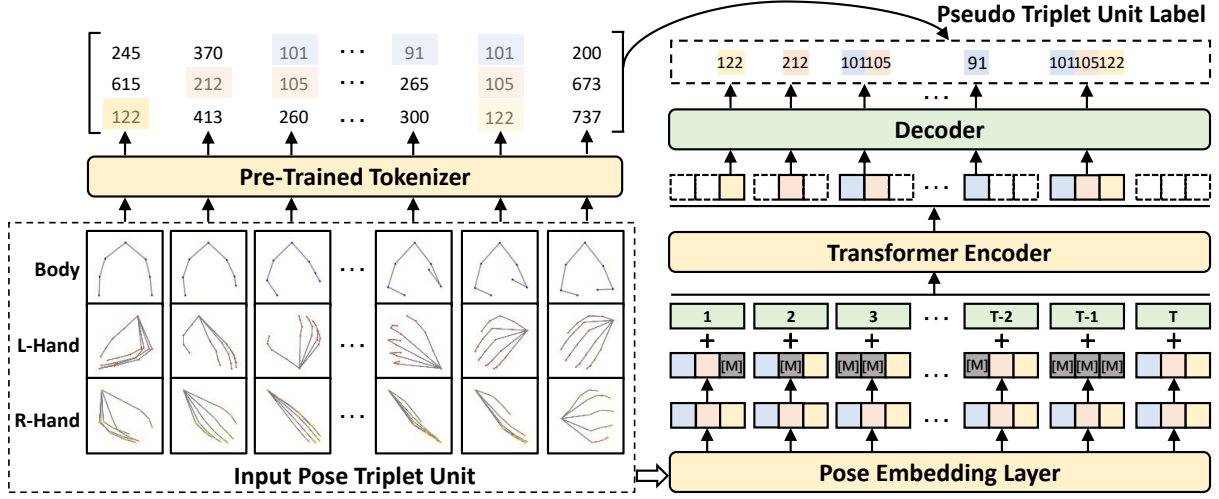 Pseudo Triplet Unit Label
245 370 101 ... 91 101 200
615 212 105 ... 265 105 673
122 413 260 ... 300 122 737
Pre-Trained Tokenizer
Body ...
L-Hand ...
R-Hand ...
Input Pose Triplet Unit
122 212 101105 91 101105122
...
Decoder
...
Transformer Encoder
1 2 3 ... T-2 T-1 T
+ + + + + +
[M] [M] [M][M] ... [M] [M][M][M]
...
Pose Embedding Layer